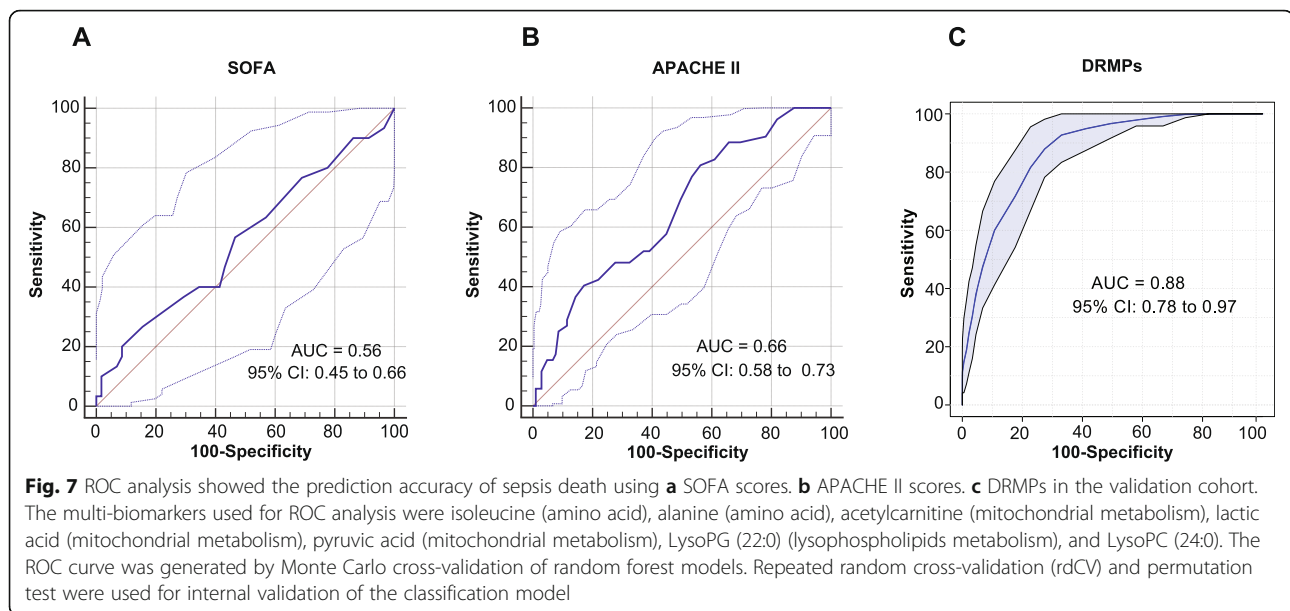 A
SOFA
100
80
60
40
20
0
Sensitivity
AUC = 0.56
95% CI: 0.45 to 0.66
0 20 40 60 80 100
100-Specificity
B
APACHE II
100
80
60
40
20
0
Sensitivity
AUC = 0.66
95% CI: 0.58 to 0.73
0 20 40 60 80 100
100-Specificity
C
DRMPs
100
80
60
40
20
0
Sensitivity
AUC = 0.88
95% CI: 0.78 to 0.97
0 20 40 60 80 100
100-Specificity
Fig. 7 ROC analysis showed the prediction accuracy of sepsis death using a SOFA scores. b APACHE II scores. c DRMPs in the validation cohort.
The multi-biomarkers used for ROC analysis were isoleucine (amino acid), alanine (amino acid), acetylcarnitine (mitochondrial metabolism), lactic
acid (mitochondrial metabolism), pyruvic acid (mitochondrial metabolism), LysoPG (22:0) (lysophospholipids metabolism), and LysoPC (24:0). The
ROC curve was generated by Monte Carlo cross-validation of random forest models. Repeated random cross-validation (rdCV) and permutation
test were used for internal validation of the classification model